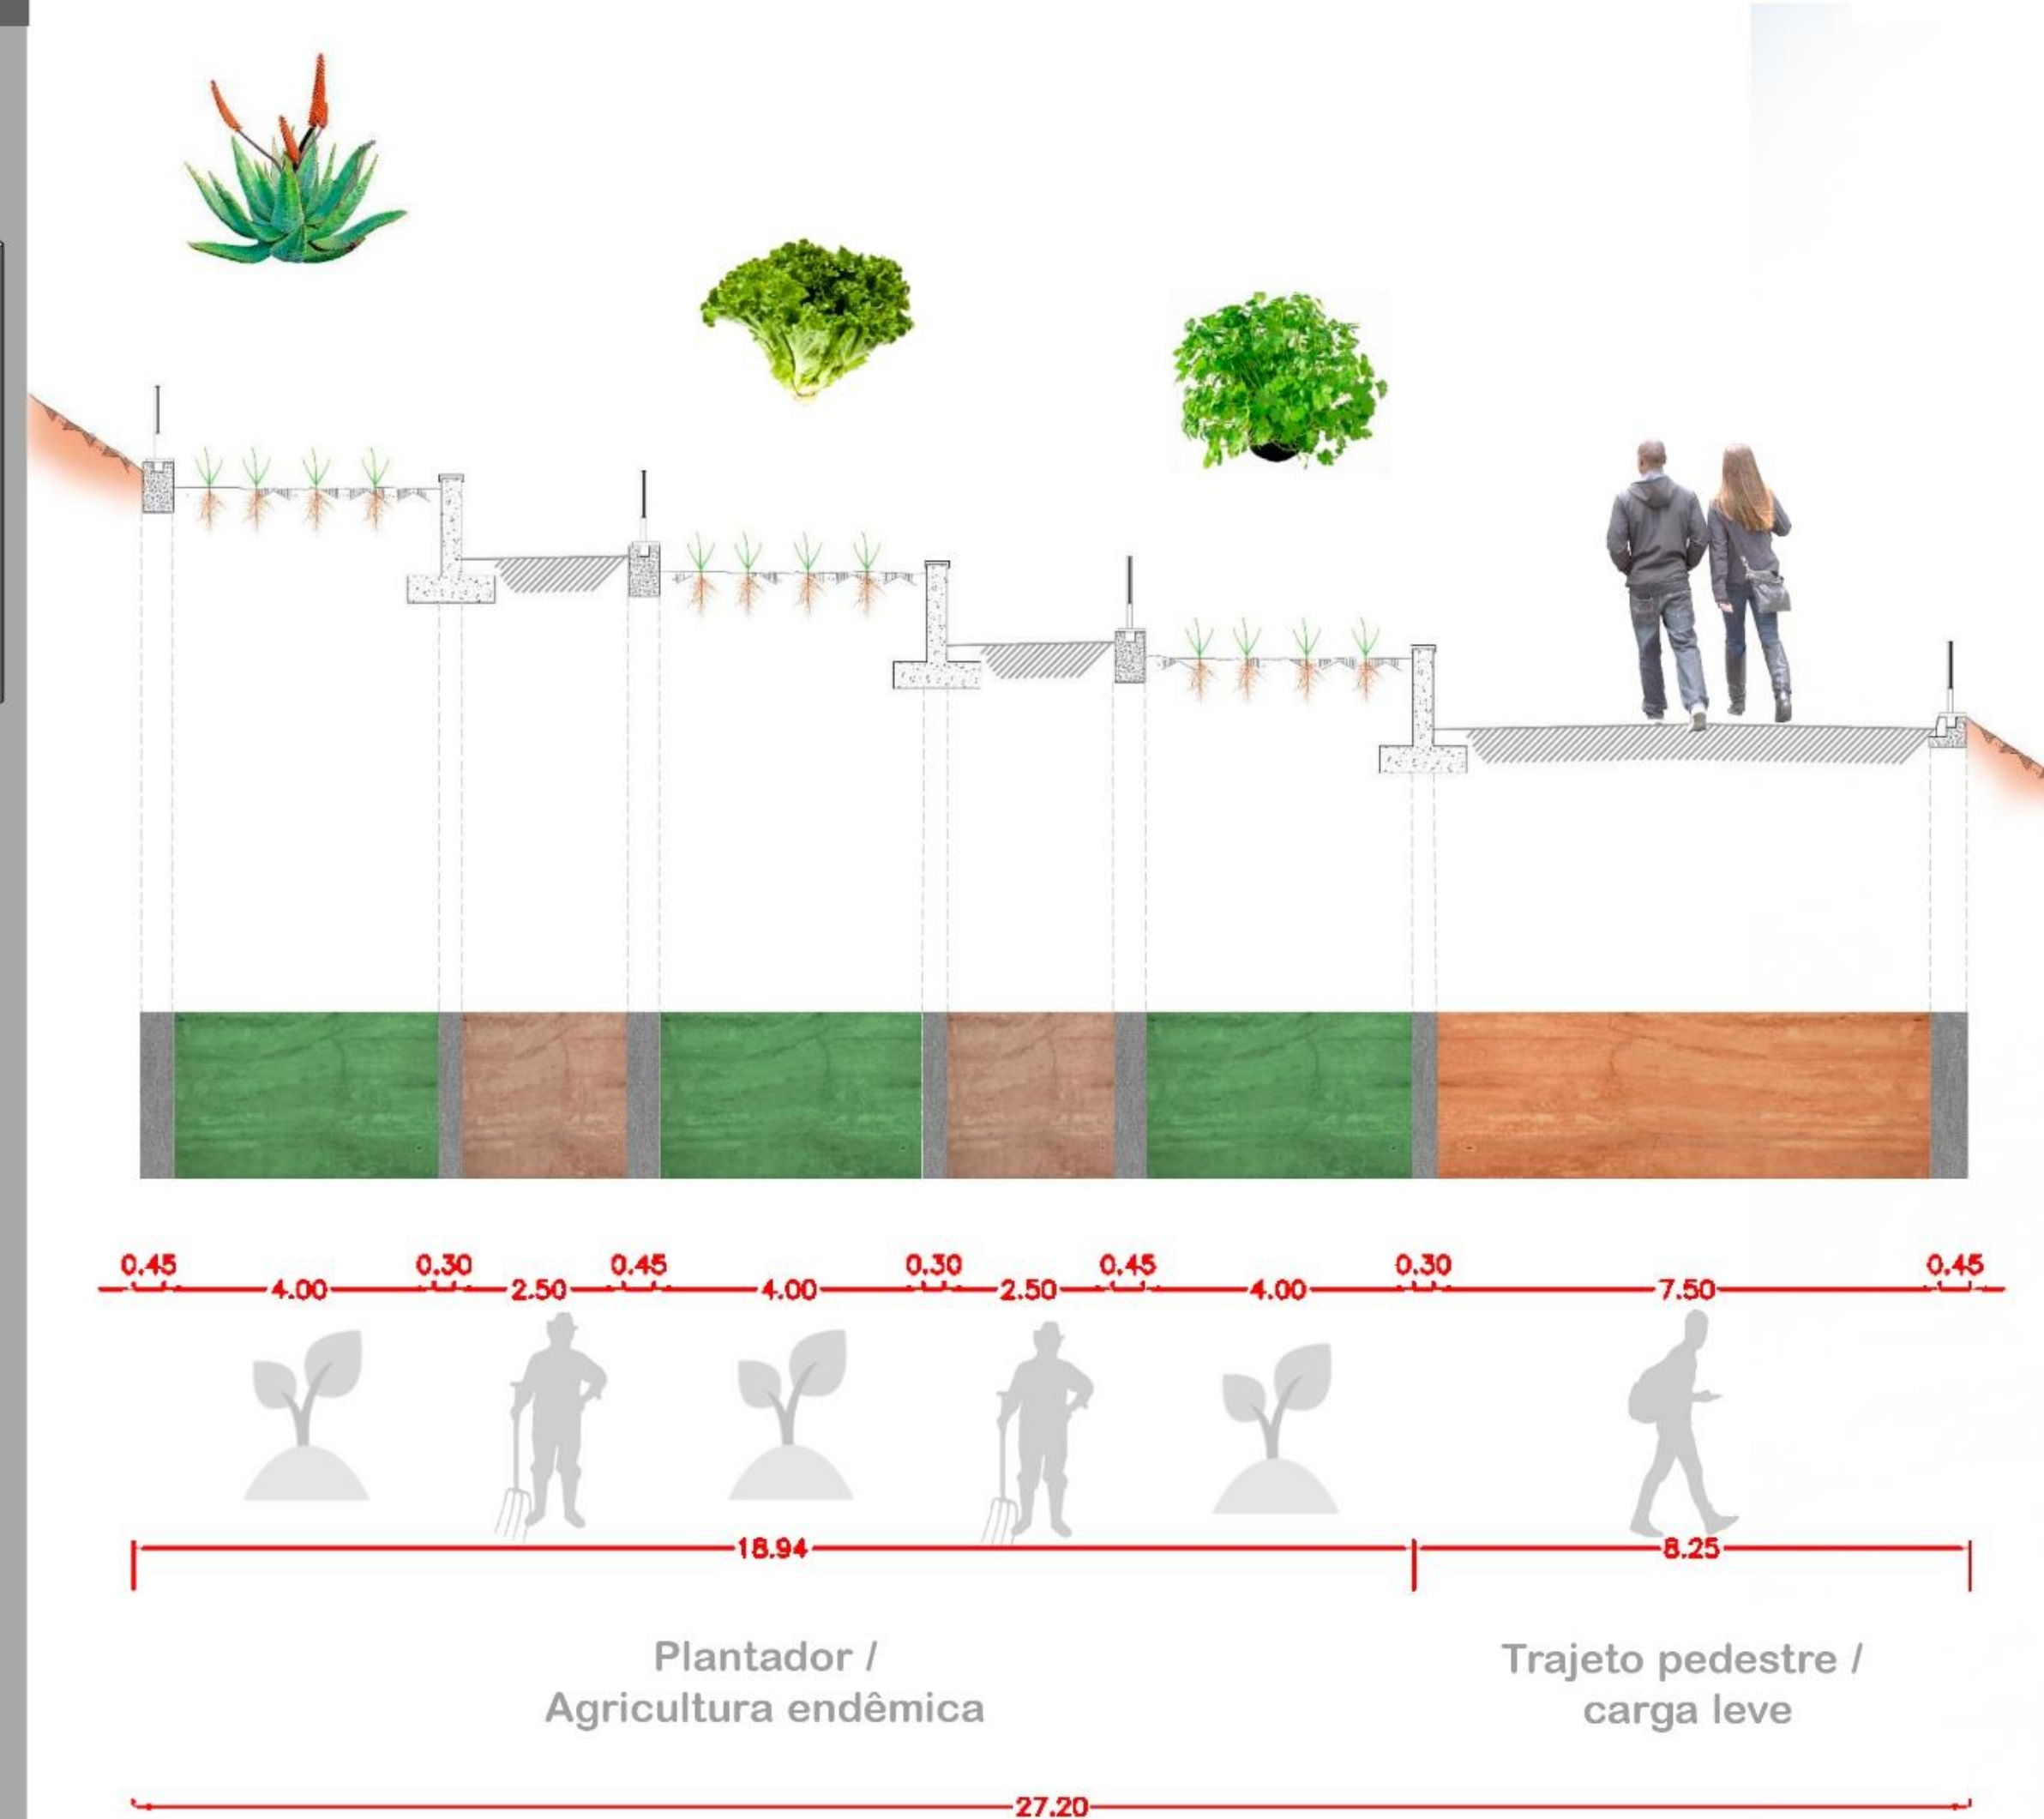 0.45 0.30 0.45 0.30 0.45 0.30 0.45
4.00 2.50 4.00 2.50 4.00 7.50
18.94 8.25
Plantador /
Agricultura endêmica
Trajeto pedestre /
carga leve
27.20